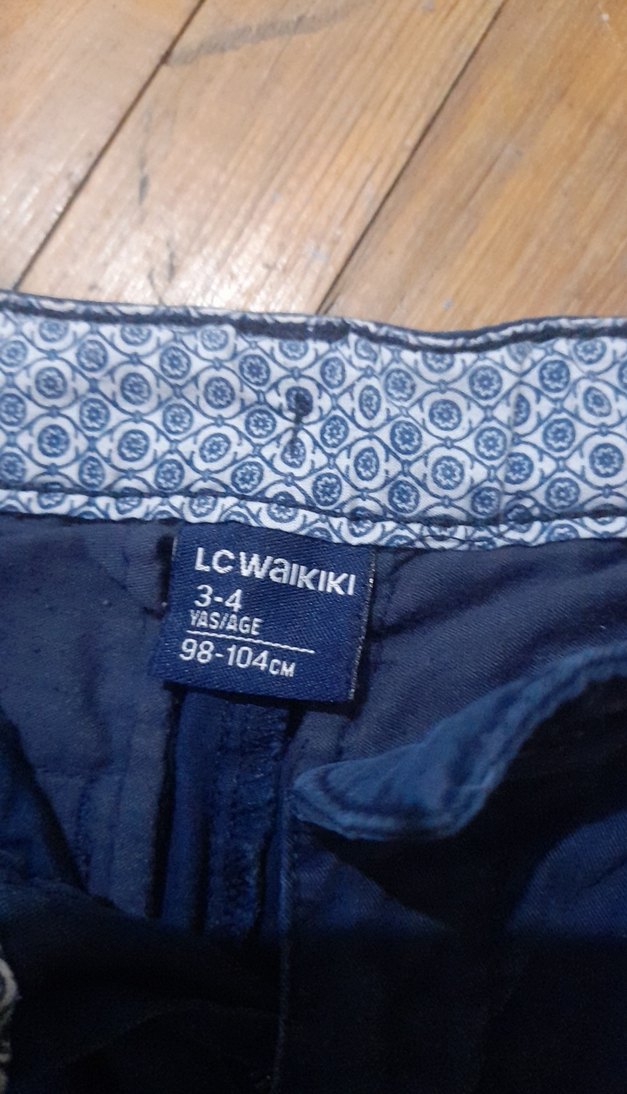 LC WAIKIKI
3-4
YAS/AGE
98-104CM